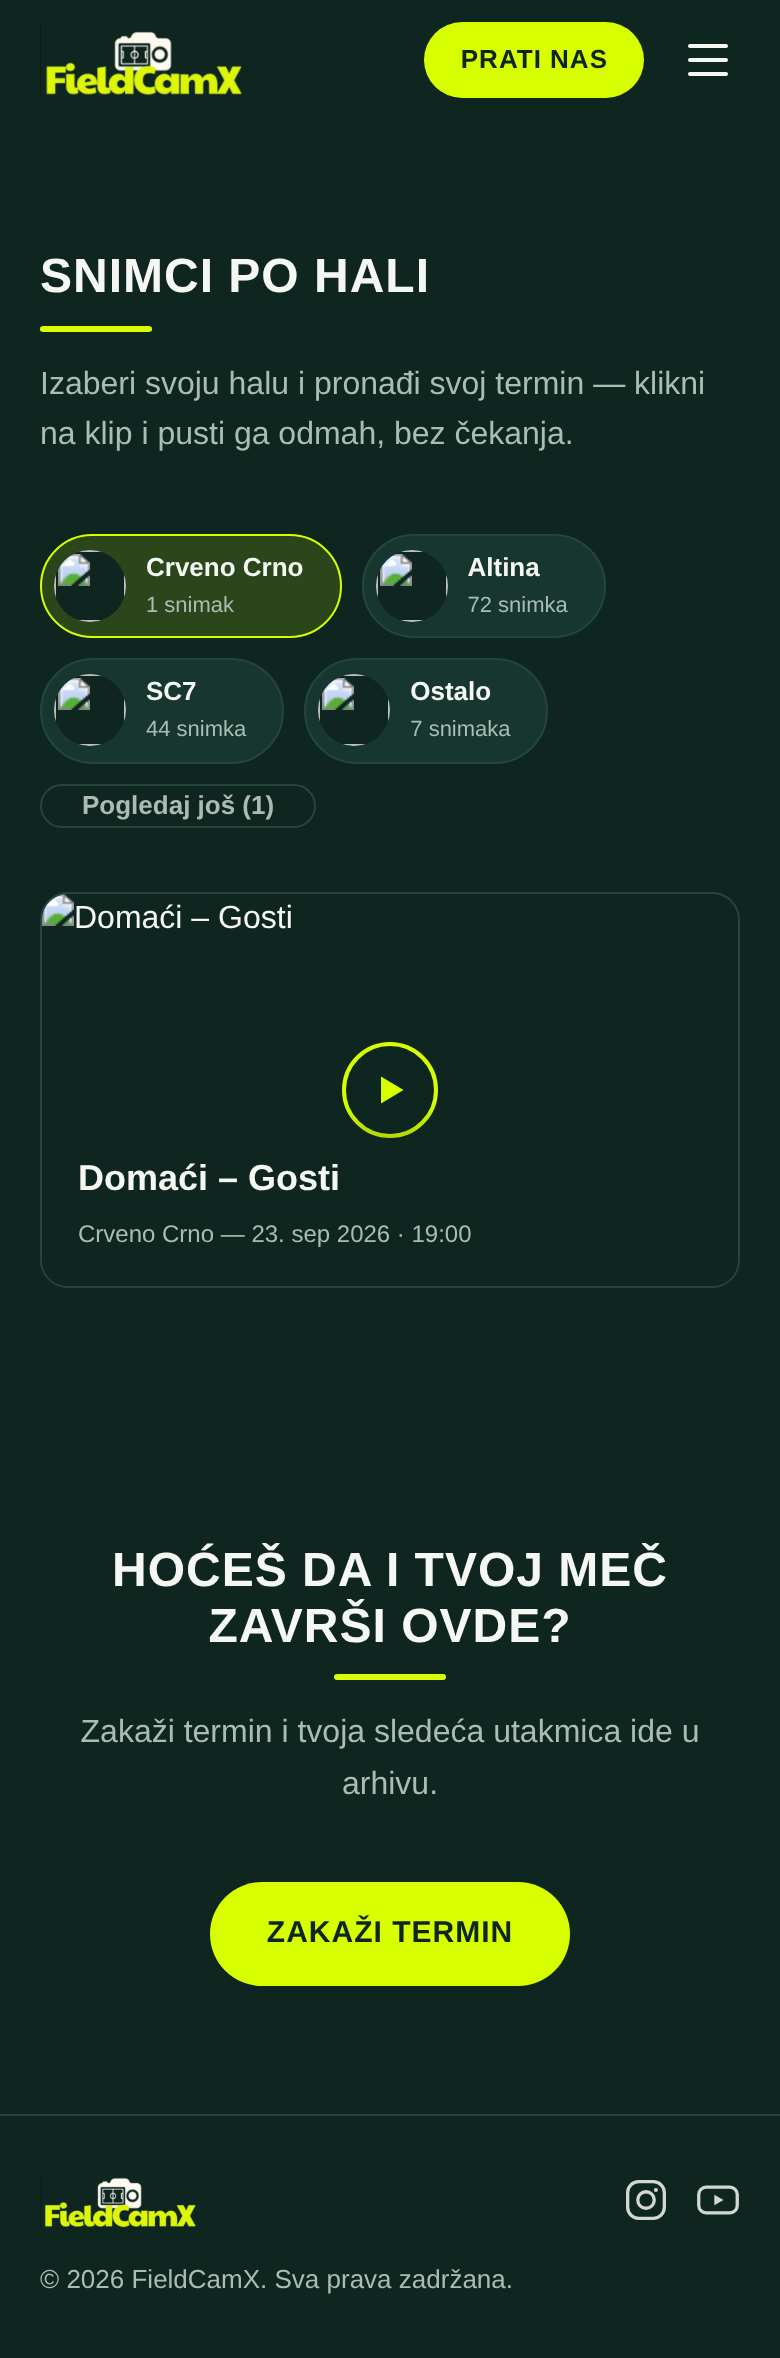 FieldCamX
PRATI NAS
SNIMCI PO HALI
Izaberi svoju halu i pronađi svoj termin — klikni
na klip i pusti ga odmah, bez čekanja.
Crveno Crno
1 snimak
Altina
72 snimka
SC7
44 snimka
Ostalo
7 snimaka
Pogledaj još (1)
Domaći – Gosti
Domaći – Gosti
Crveno Crno — 23. sep 2026 · 19:00
HOĆEŠ DA I TVOJ MEČ
ZAVRŠI OVDE?
Zakaži termin i tvoja sledeća utakmica ide u
arhivu.
ZAKAŽI TERMIN
FieldCamX
© 2026 FieldCamX. Sva prava zadržana.